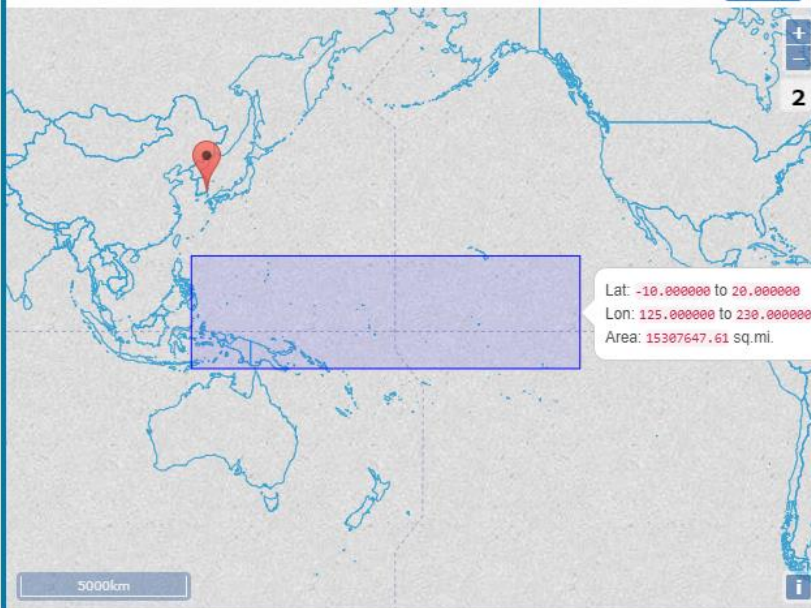 +
−
2
Lat: -10.000000 to 20.000000
Lon: 125.000000 to 230.000000
Area: 15307647.61 sq.mi.
5000km
i